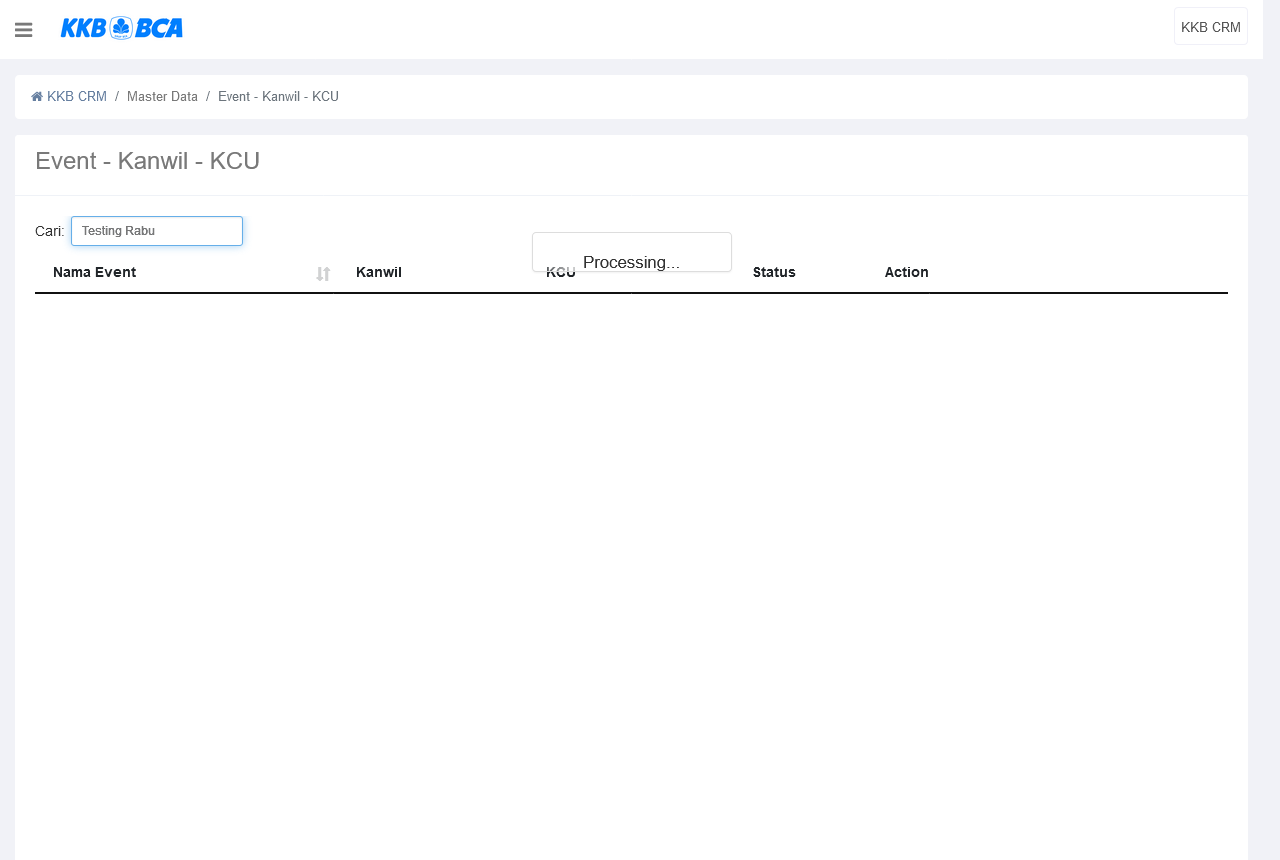 KKB BCA
KKB CRM
KKB CRM / Master Data / Event - Kanwil - KCU
Event - Kanwil - KCU
Cari: Testing Rabu
Processing...
Nama Event Kanwil KCU Status Action